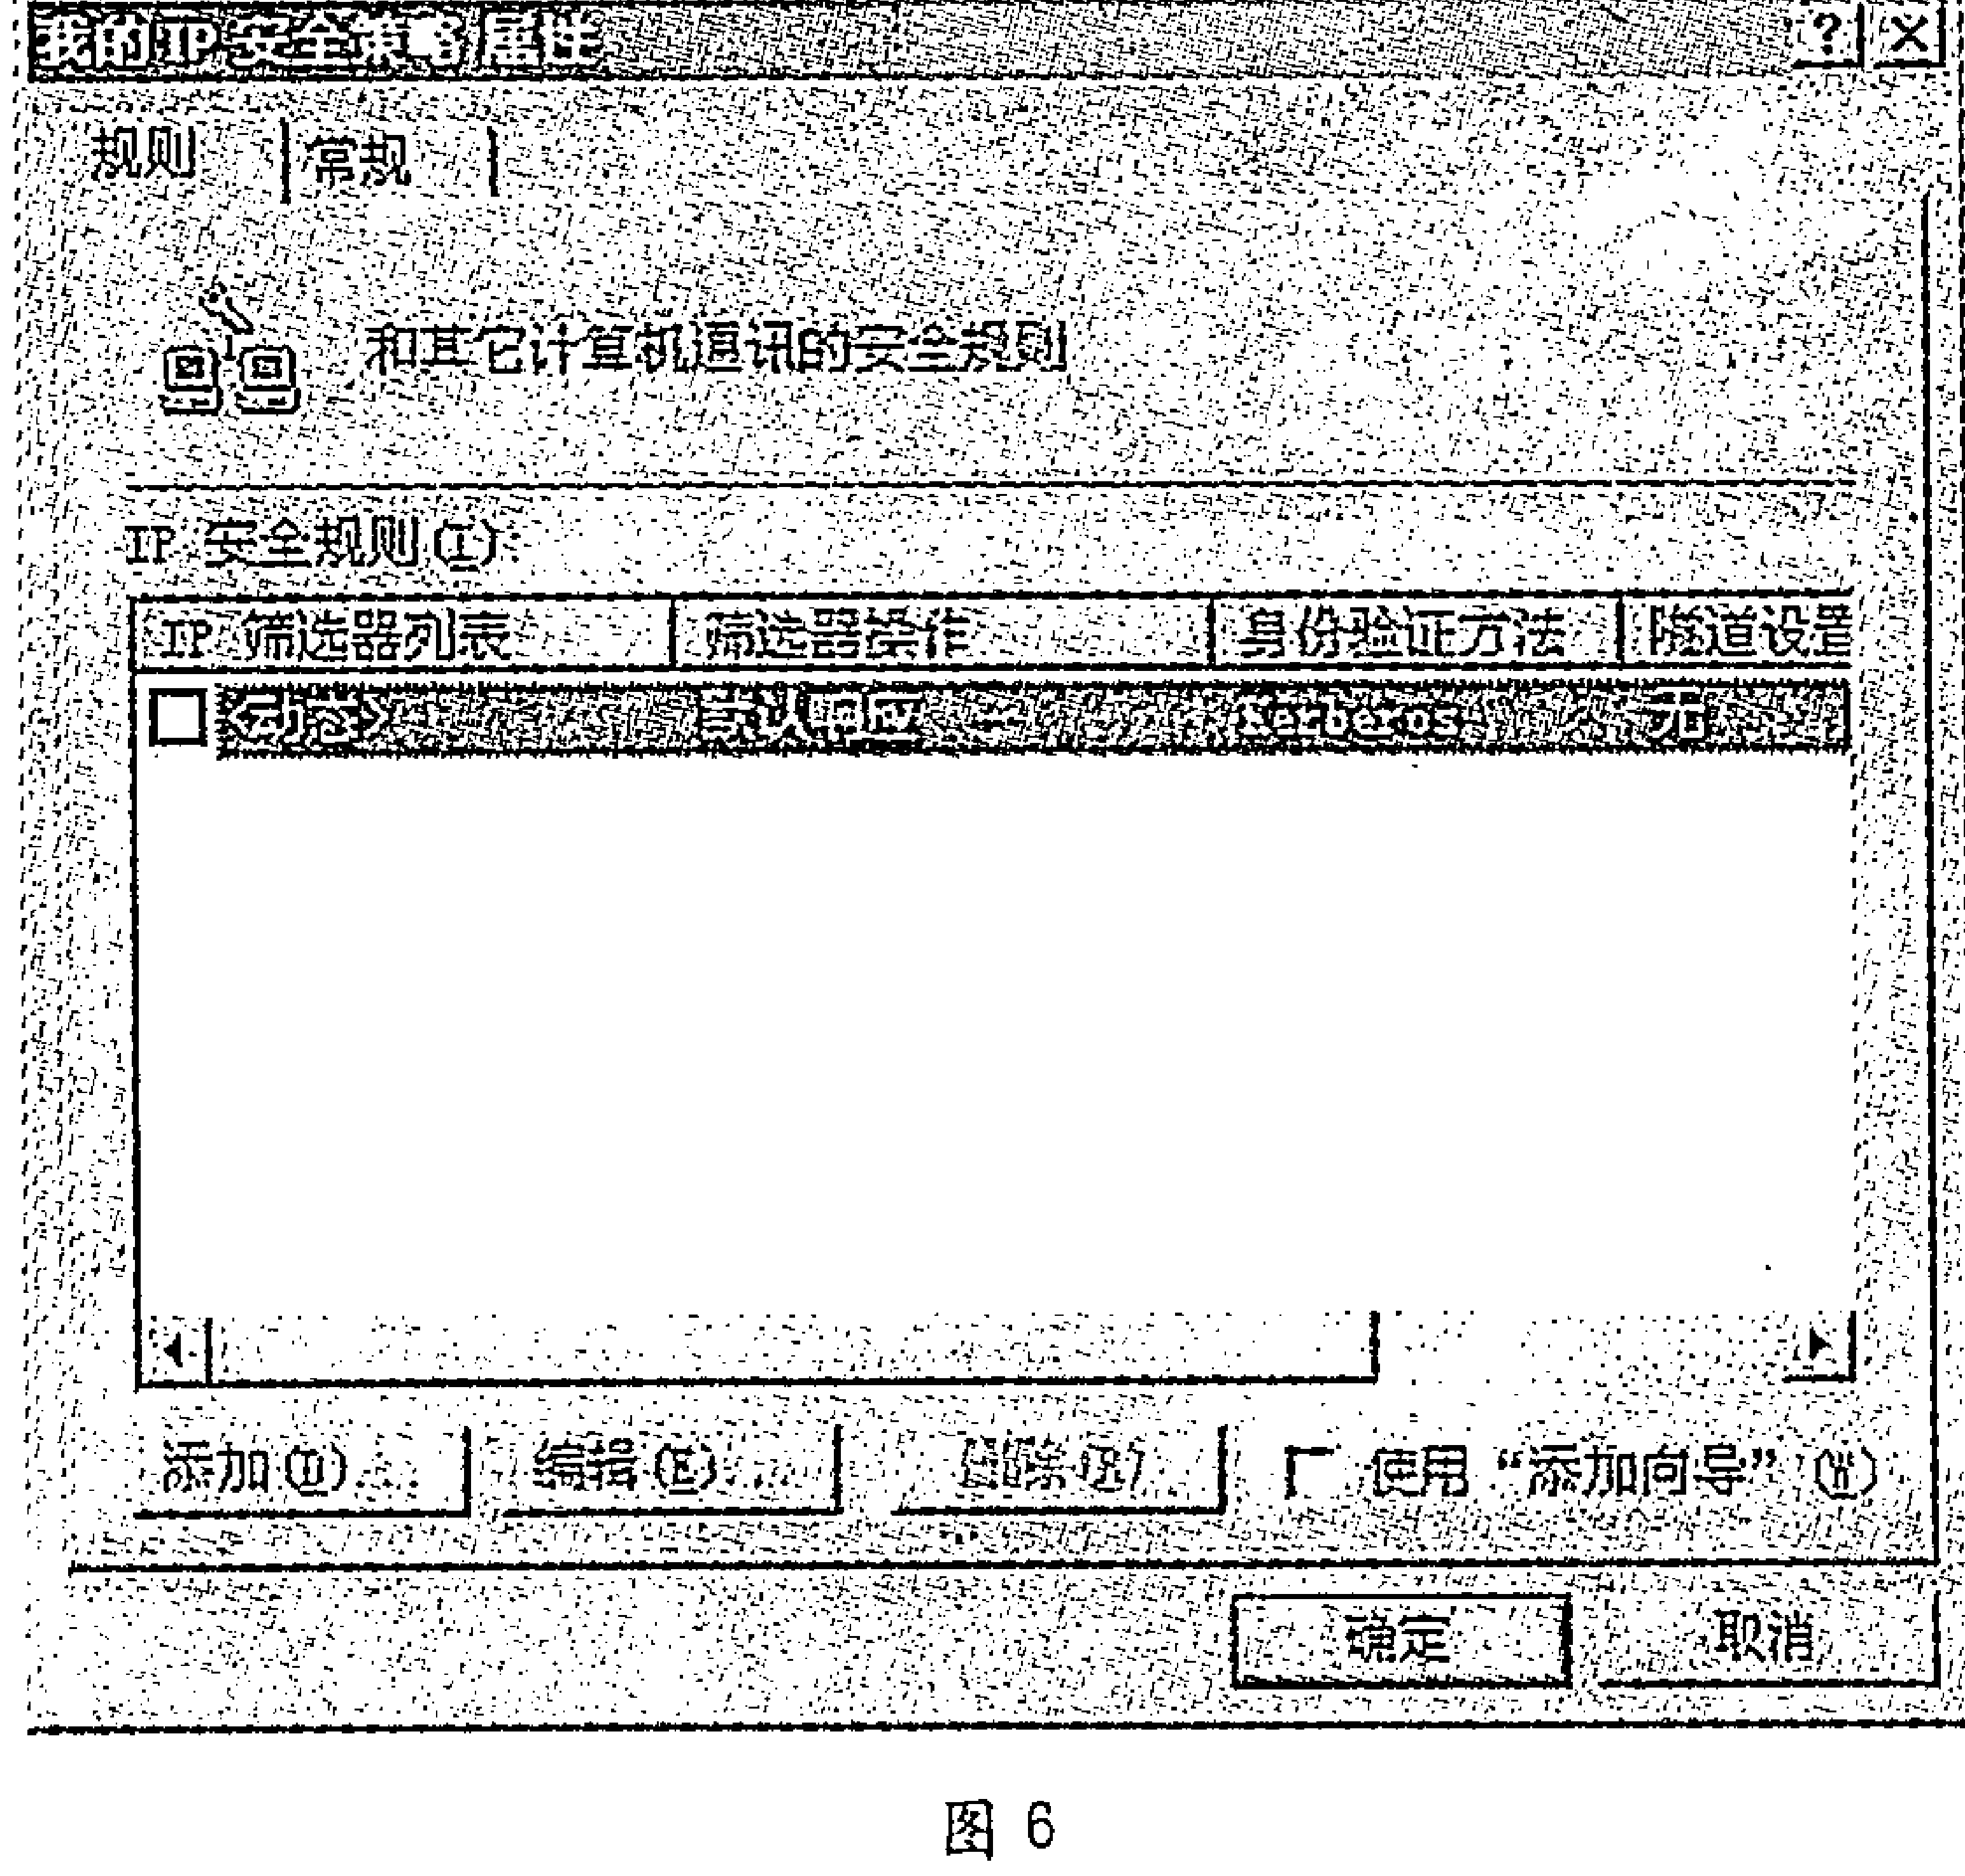 我的IP安全策略 属性 ? ×
规则 常规
和其它计算机通讯的安全规则
IP 安全规则(I):
IP 筛选器列表 筛选器操作 身份验证方法 隧道设置
<动态> 默认响应 Kerberos 无
添加(D)... 编辑(E)... 删除(R) 使用“添加向导”(W)
确定 取消
图 6